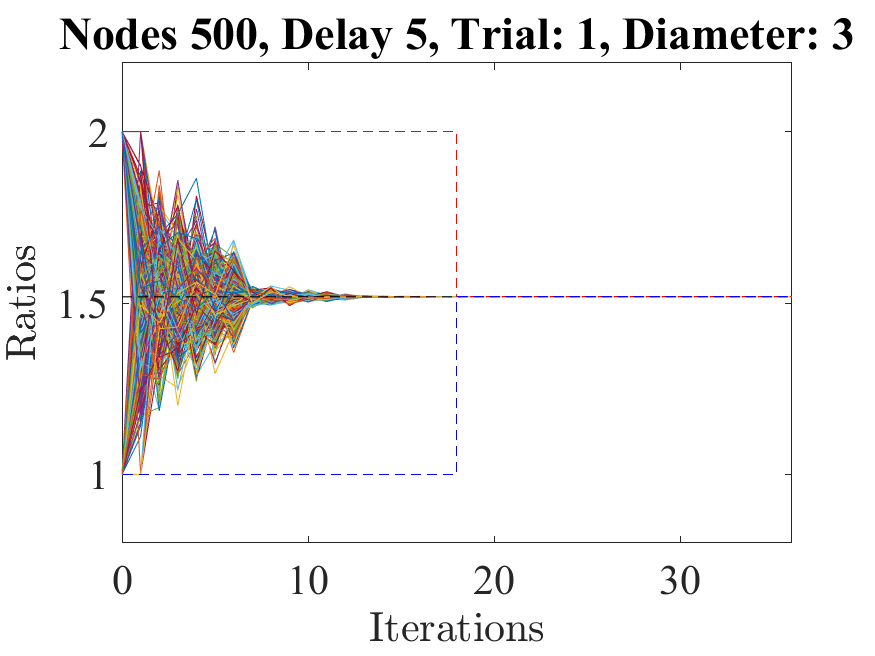 Nodes 500, Delay 5, Trial: 1, Diameter: 3
2
1.5
1
Ratios
0 10 20 30
Iterations